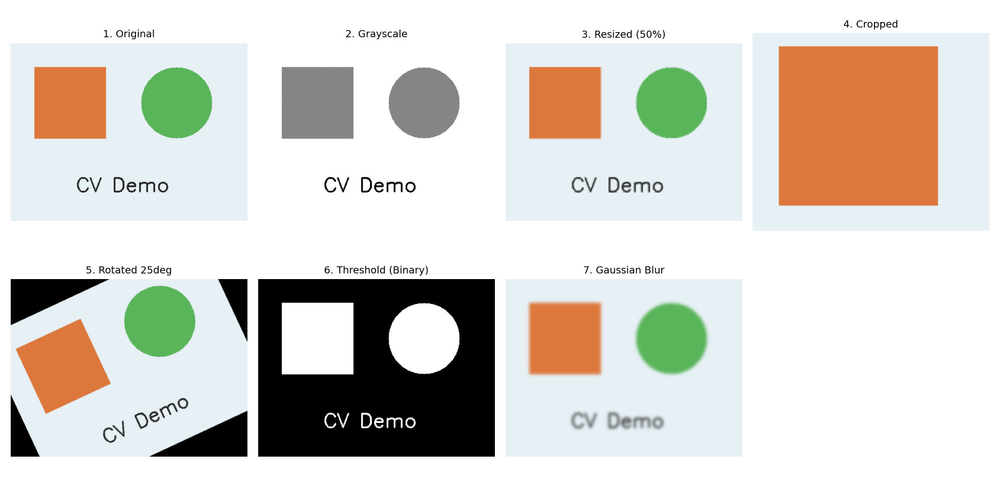 1. Original
2. Grayscale
3. Resized (50%)
4. Cropped
CV Demo
CV Demo
CV Demo
5. Rotated 25deg
6. Threshold (Binary)
7. Gaussian Blur
CV Demo
CV Demo
CV Demo